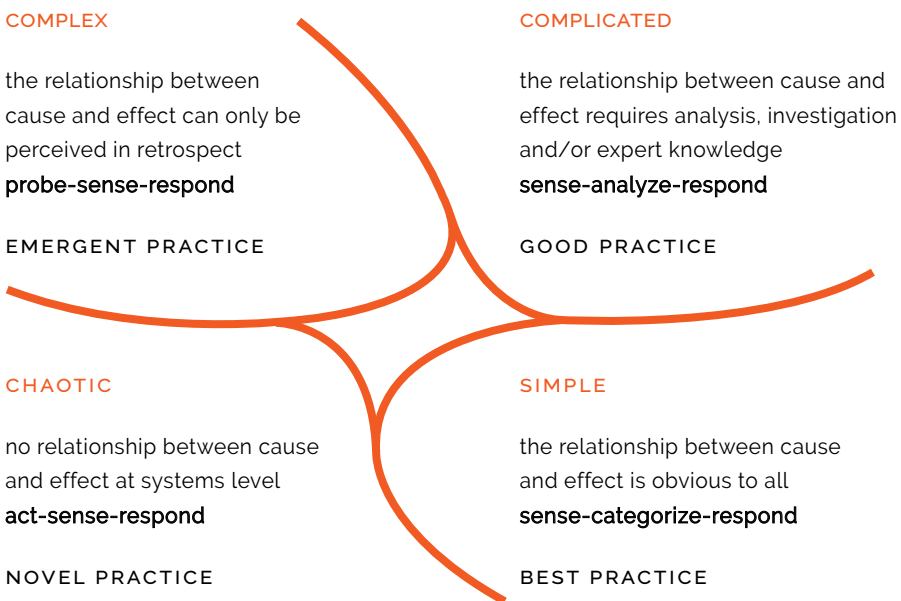 COMPLEX
the relationship between
cause and effect can only be
perceived in retrospect
probe-sense-respond
EMERGENT PRACTICE
COMPLICATED
the relationship between cause and
effect requires analysis, investigation
and/or expert knowledge
sense-analyze-respond
GOOD PRACTICE
CHAOTIC
no relationship between cause
and effect at systems level
act-sense-respond
NOVEL PRACTICE
SIMPLE
the relationship between cause
and effect is obvious to all
sense-categorize-respond
BEST PRACTICE